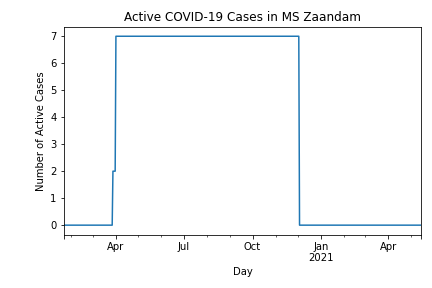 Active COVID-19 Cases in MS Zaandam
Number of Active Cases
7
6
5
4
3
2
1
0
Apr Jul Oct Jan Apr
2021
Day